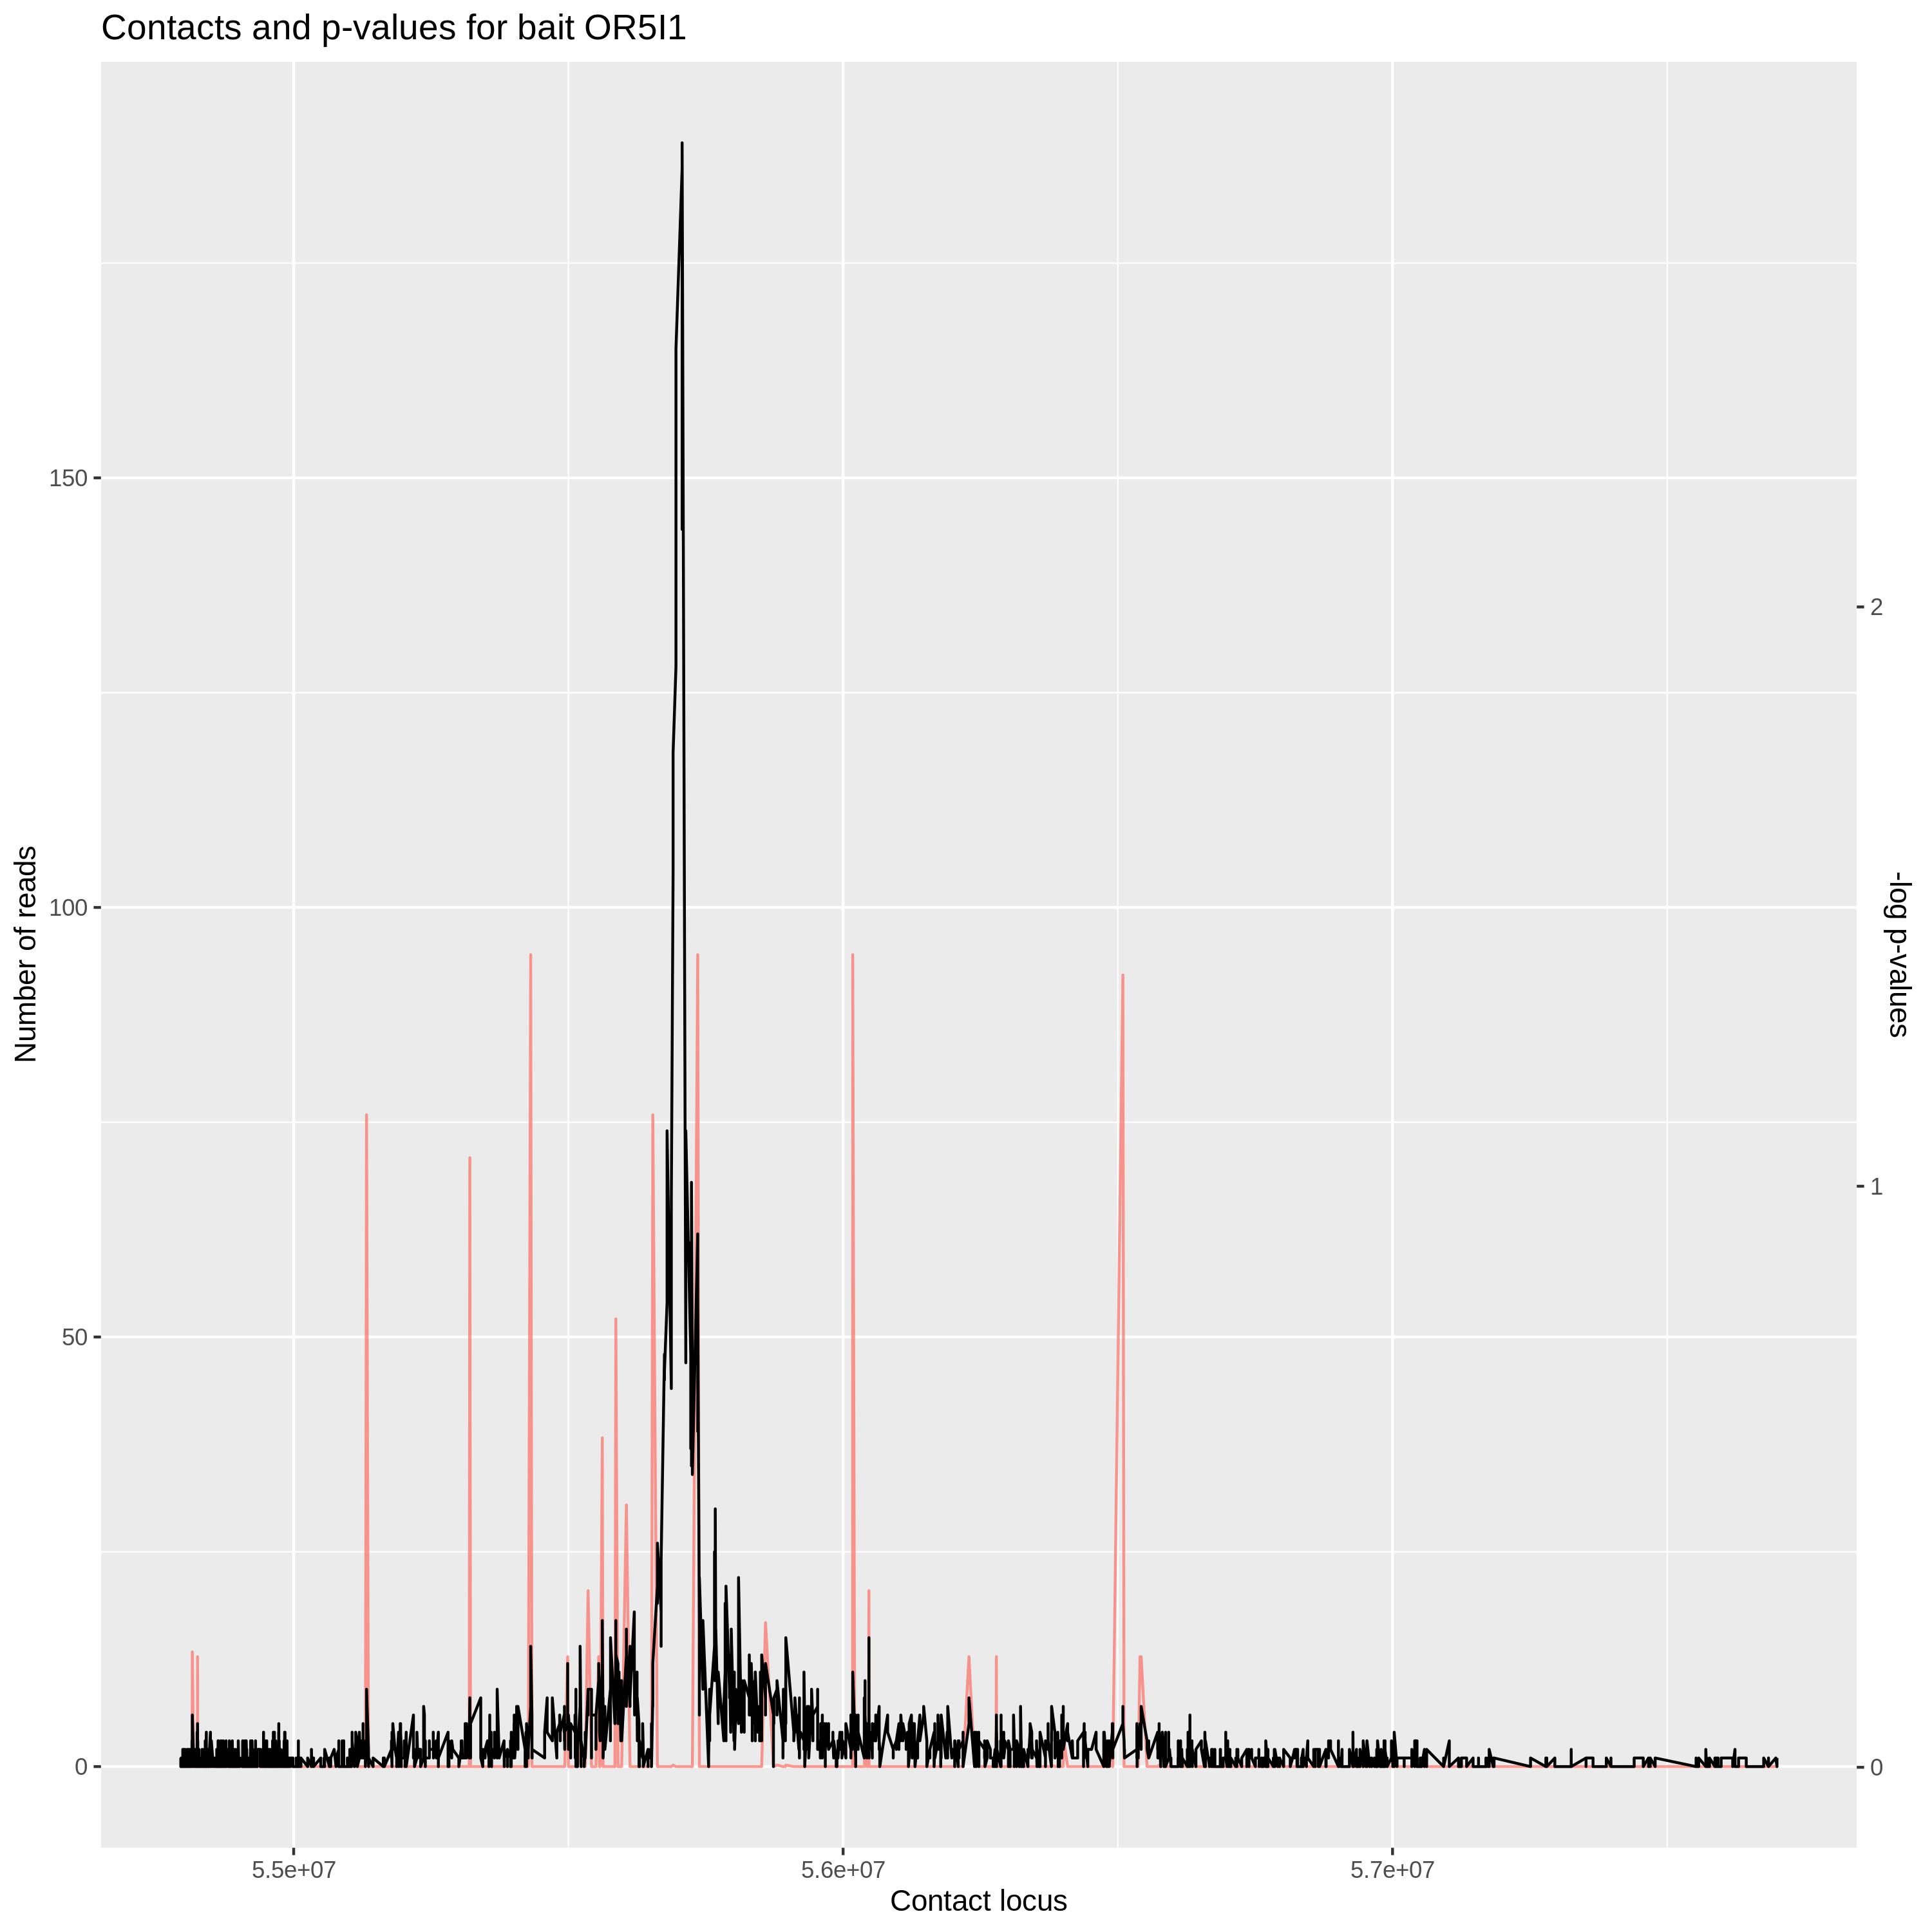 Contacts and p-values for bait OR5I1
Number of reads
150
100
50
0
2
1
0
-log p-values
5.5e+07
5.6e+07
5.7e+07
Contact locus